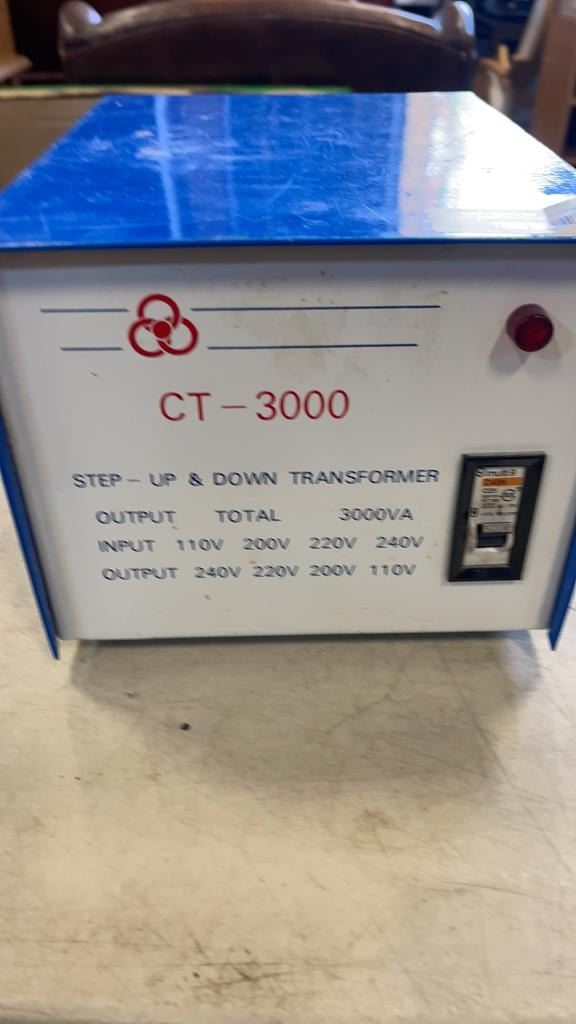 CT-3000
STEP-UP & DOWN TRANSFORMER
OUTPUT TOTAL 3000VA
INPUT 110V 200V 220V 240V
OUTPUT 240V 220V 200V 110V
multi9